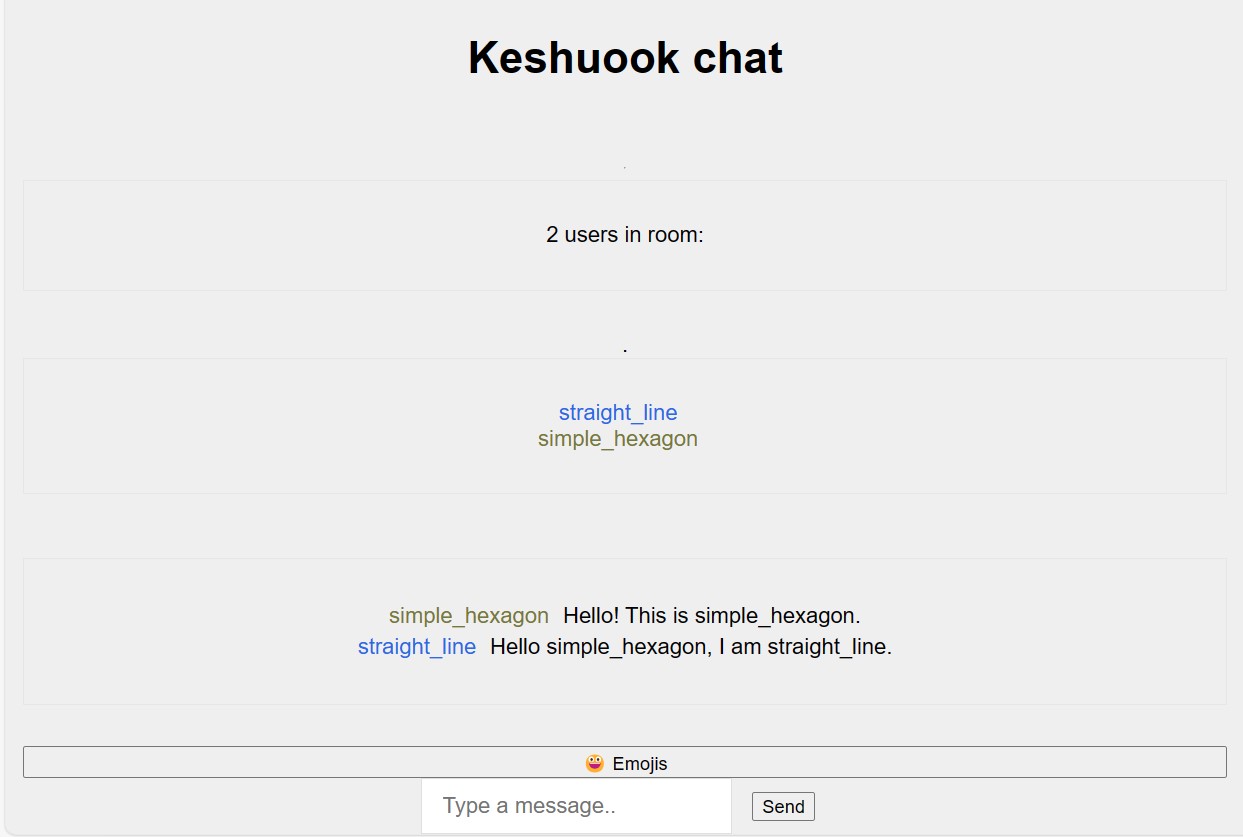 Keshuook chat
.
2 users in room:
.
straight_line
simple_hexagon
simple_hexagon Hello! This is simple_hexagon.
straight_line Hello simple_hexagon, I am straight_line.
Emojis
Type a message..
Send